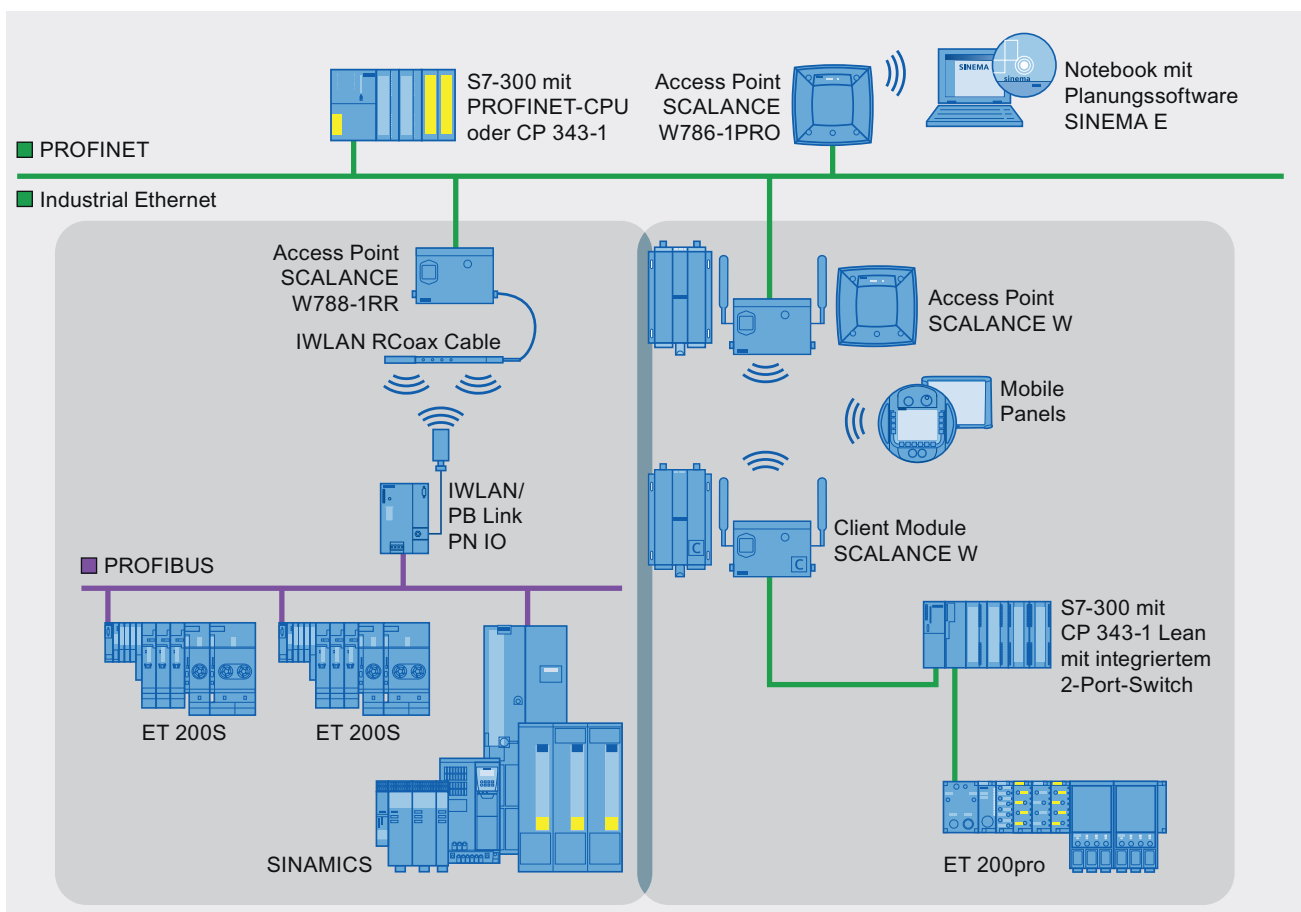 S7-300 mit
PROFINET-CPU
oder CP 343-1
Access Point
SCALANCE
W786-1PRO
SINEMA
sinema
Notebook mit
Planungssoftware
SINEMA E
PROFINET
Industrial Ethernet
Access Point
SCALANCE
W788-1RR
IWLAN RCoax Cable
IWLAN/
PB Link
PN IO
PROFIBUS
ET 200S
ET 200S
SINAMICS
Access Point
SCALANCE W
Mobile
Panels
Client Module
SCALANCE W
C
C
S7-300 mit
CP 343-1 Lean
mit integriertem
2-Port-Switch
ET 200pro